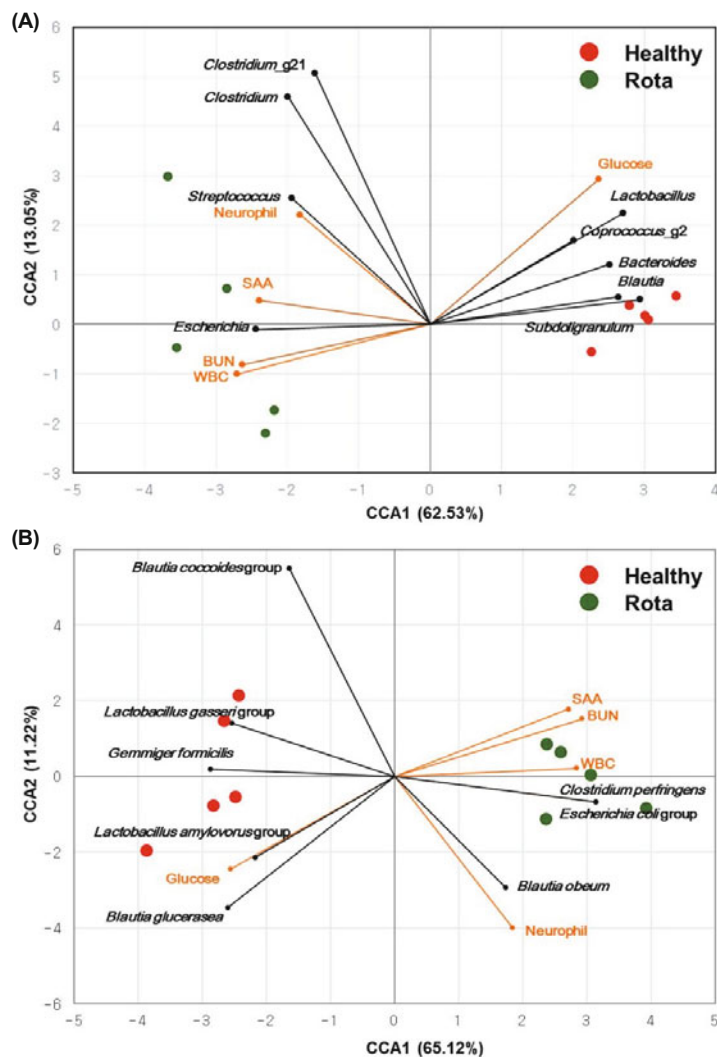 (A)
Healthy
Rota
Clostridium_g21
Clostridium
Streptococcus
Neurophil
SAA
Escherichia
BUN
WBC
Glucose
Lactobacillus
Coprococcus_g2
Bacteroides
Blautia
Subdoligranulum
CCA2 (13.05%)
6
5
4
3
2
1
0
-1
-2
-3
-5 -4 -3 -2 -1 0 1 2 3 4
CCA1 (62.53%)
(B)
Healthy
Rota
Blautia coccoides group
Lactobacillus gasseri group
Gemmiger formicilis
Lactobacillus amylovorus group
Glucose
Blautia glucerasea
SAA
BUN
WBC
Clostridium perfringens
Escherichia coli group
Blautia obeum
Neurophil
CCA2 (11.22%)
6
4
2
0
-2
-4
-6
-5 -4 -3 -2 -1 0 1 2 3 4 5
CCA1 (65.12%)